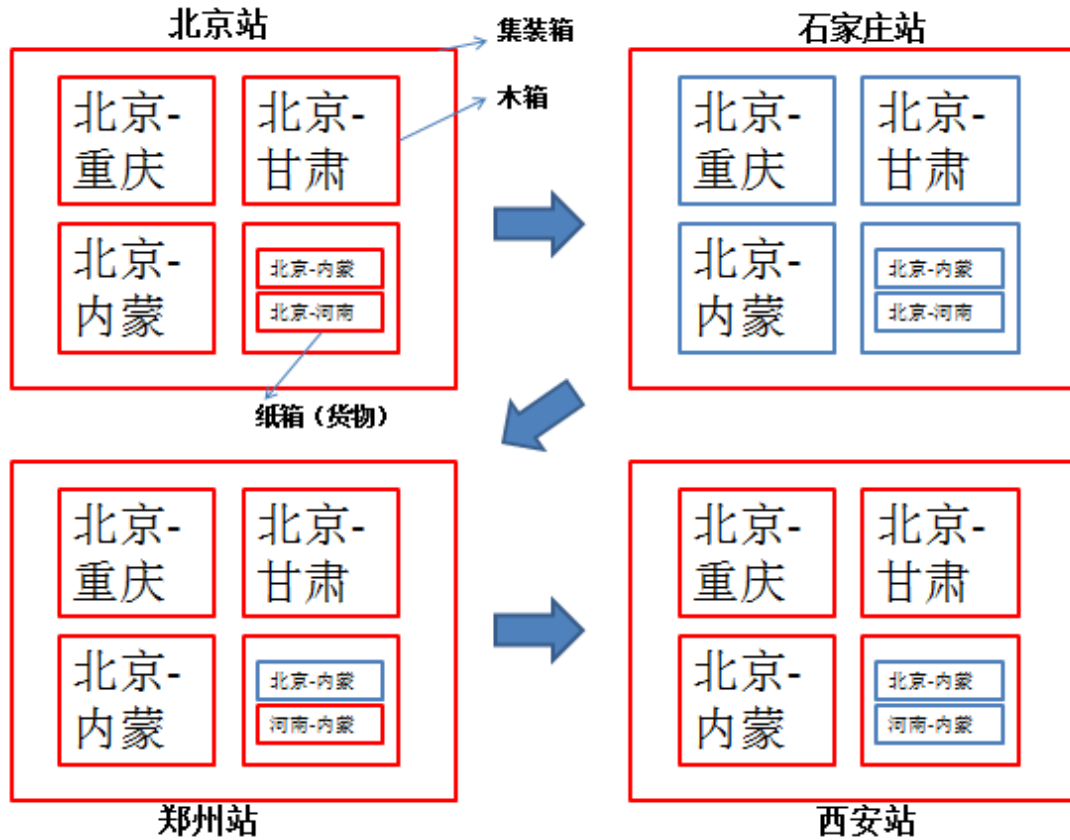 北京站
集装箱
石家庄站
木箱
北京-
重庆
北京-
甘肃
北京-
内蒙
北京-内蒙
北京-河南
纸箱（货物）
北京-
重庆
北京-
甘肃
北京-
内蒙
北京-内蒙
北京-河南
北京-
重庆
北京-
甘肃
北京-
内蒙
北京-内蒙
河南-内蒙
郑州站
北京-
重庆
北京-
甘肃
北京-
内蒙
北京-内蒙
河南-内蒙
西安站